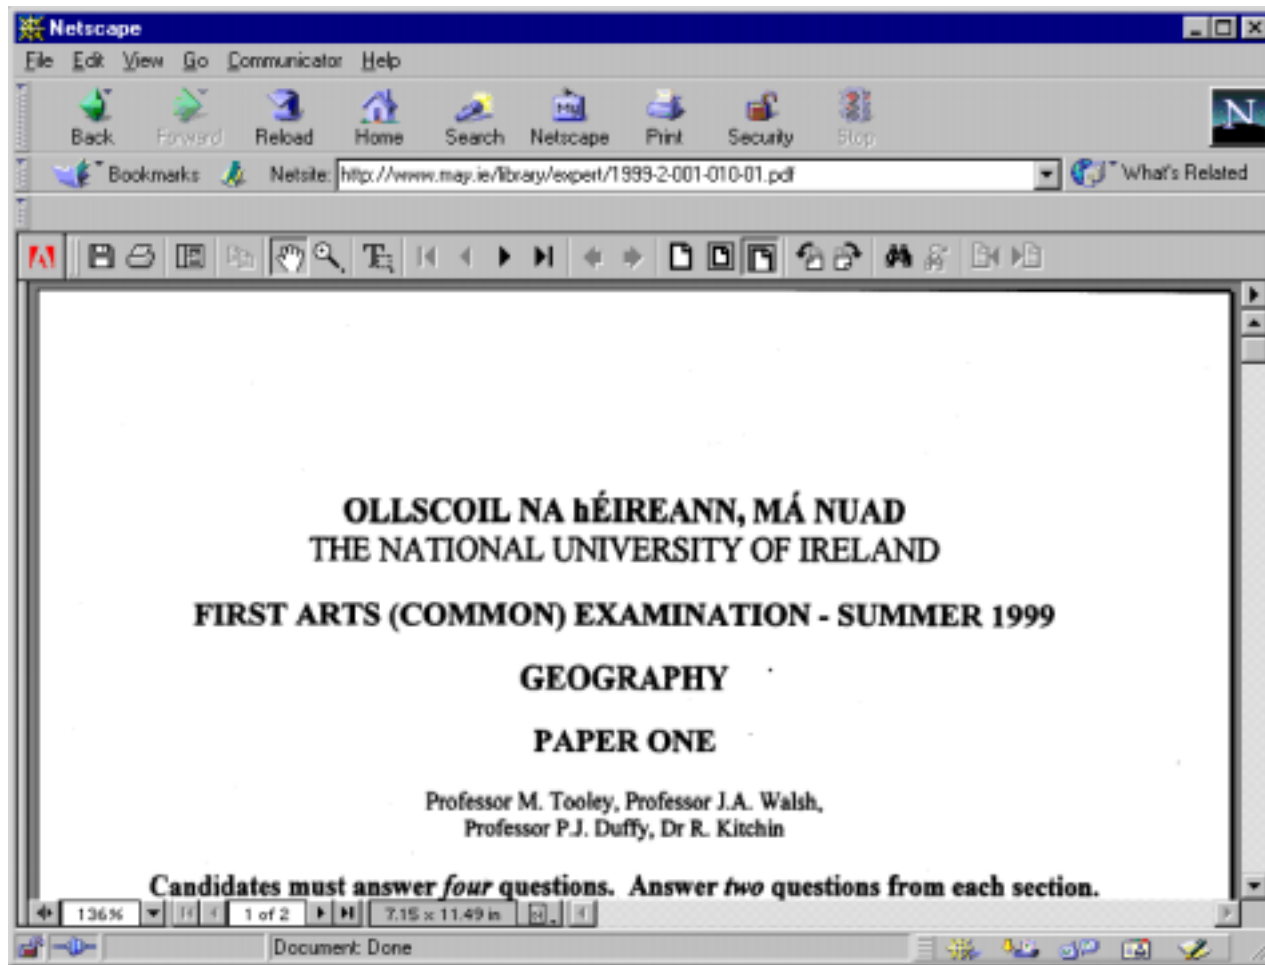 Netscape
File Edit View Go Communicator Help
Back Forward Reload Home Search Netscape Print Security Stop
Bookmarks Netsite: http://www.may.ie/library/expert/1999-2-001-010-01.pdf What's Related
OLLSCOIL NA hÉIREANN, MÁ NUAD
THE NATIONAL UNIVERSITY OF IRELAND
FIRST ARTS (COMMON) EXAMINATION - SUMMER 1999
GEOGRAPHY
PAPER ONE
Professor M. Tooley, Professor J.A. Walsh,
Professor P.J. Duffy, Dr R. Kitchin
Candidates must answer four questions. Answer two questions from each section.
136% 1 of 2 7.15 x 11.49 in
Document: Done